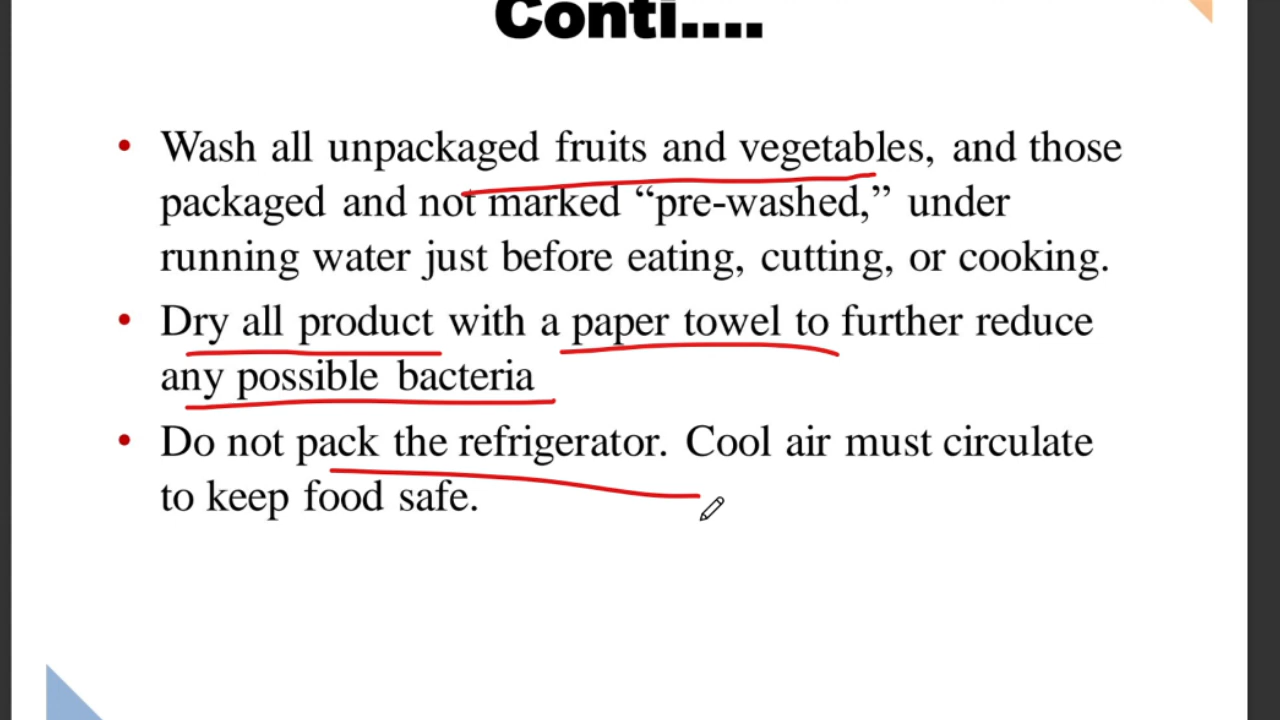 Conti....
• Wash all unpackaged fruits and vegetables, and those
packaged and not marked “pre-washed,” under
running water just before eating, cutting, or cooking.
• Dry all product with a paper towel to further reduce
any possible bacteria
• Do not pack the refrigerator. Cool air must circulate
to keep food safe.